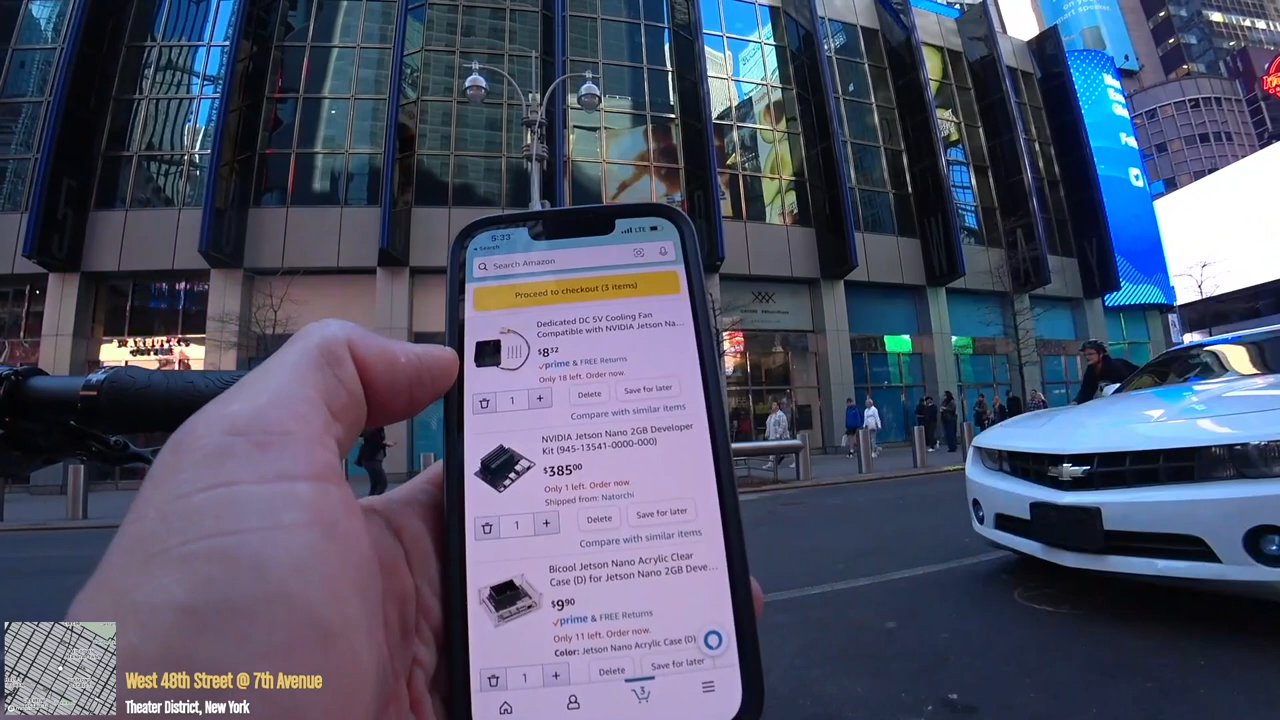 5:33
LTE
Search
Search Amazon
Proceed to checkout (3 items)
Dedicated DC 5V Cooling Fan
Compatible with NVIDIA Jetson Na...
$8 32
prime & FREE Returns
Only 18 left. Order now.
1 + Delete Save for later
Compare with similar items
NVIDIA Jetson Nano 2GB Developer
Kit (945-13541-0000-000)
$385 00
Only 1 left. Order now.
Shipped from: Natorchi
1 + Delete Save for later
Compare with similar items
Bicool Jetson Nano Acrylic Clear
Case (D) for Jetson Nano 2GB Deve...
$9 90
prime & FREE Returns
Only 11 left. Order now.
Color: Jetson Nano Acrylic Case (D)
1 + Delete Save for later
3
West 48th Street @ 7th Avenue
Theater District, New York